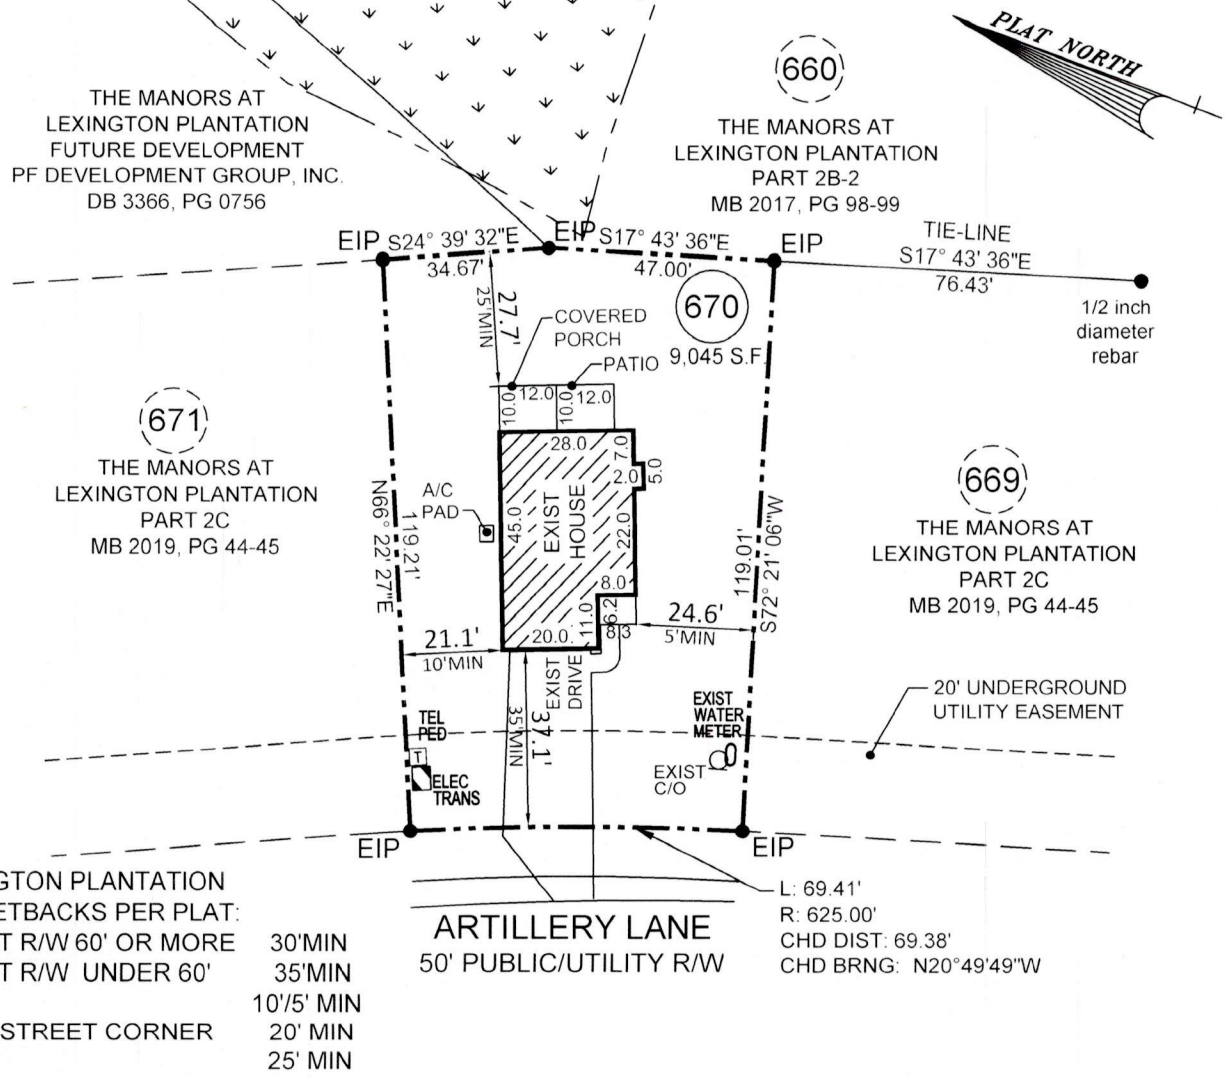 PLAT NORTH
660
THE MANORS AT
LEXINGTON PLANTATION
PART 2B-2
MB 2017, PG 98-99
THE MANORS AT
LEXINGTON PLANTATION
FUTURE DEVELOPMENT
PF DEVELOPMENT GROUP, INC.
DB 3366, PG 0756
EIP
S24° 39' 32"E
34.67'
EIP
S17° 43' 36"E
47.00'
EIP
TIE-LINE
S17° 43' 36"E
76.43'
1/2 inch
diameter
rebar
27.7'
25'MIN
COVERED
PORCH
PATIO
670
9,045 S.F.
10.0
12.0
10.0
12.0
671
THE MANORS AT
LEXINGTON PLANTATION
PART 2C
MB 2019, PG 44-45
28.0
7.0
2.0
5.0
A/C
PAD
45.0
EXIST
HOUSE
22.0
8.0
6.2
11.0
20.0
8.3
N66° 22' 27"E
119.21'
119.01'
S72° 21' 06"W
669
THE MANORS AT
LEXINGTON PLANTATION
PART 2C
MB 2019, PG 44-45
24.6'
5'MIN
21.1'
10'MIN
EXIST
DRIVE
37.1'
35'MIN
20' UNDERGROUND
UTILITY EASEMENT
EXIST
WATER
METER
EXIST
C/O
TEL
PED
T
ELEC
TRANS
EIP
EIP
L: 69.41'
R: 625.00'
CHD DIST: 69.38'
CHD BRNG: N20°49'49"W
ARTILLERY LANE
50' PUBLIC/UTILITY R/W
GTON PLANTATION
ETBACKS PER PLAT:
T R/W 60' OR MORE 30'MIN
T R/W UNDER 60' 35'MIN
10'/5' MIN
STREET CORNER 20' MIN
25' MIN